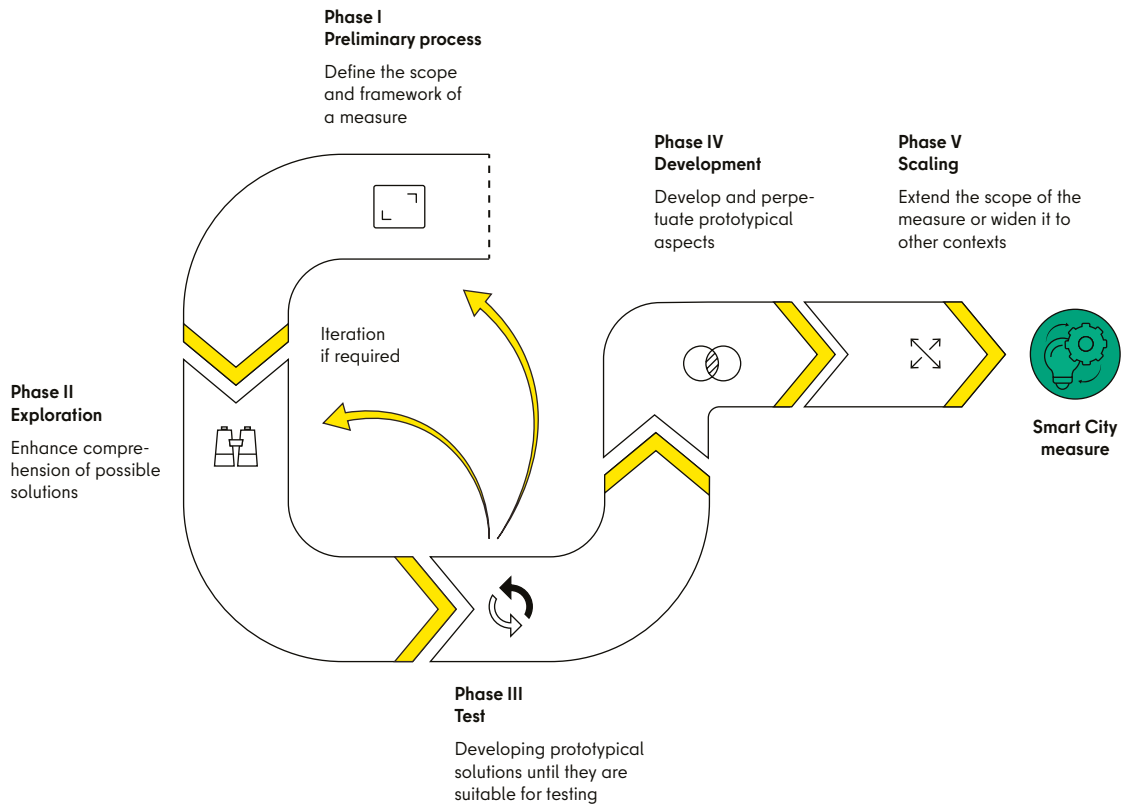 Phase I
Preliminary process
Define the scope
and framework of
a measure
Phase IV
Development
Develop and perpe-
tuate prototypical
aspects
Phase V
Scaling
Extend the scope of the
measure or widen it to
other contexts
Iteration
if required
Phase II
Exploration
Enhance compre-
hension of possible
solutions
Smart City
measure
Phase III
Test
Developing prototypical
solutions until they are
suitable for testing